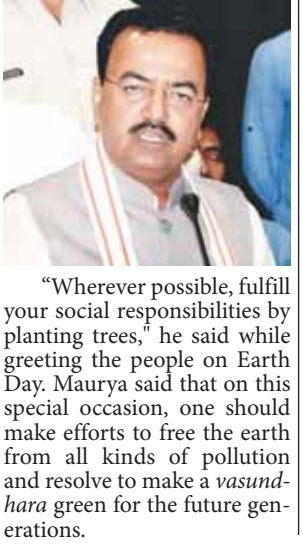 “Wherever possible, fulfill
your social responsibilities by
planting trees," he said while
greeting the people on Earth
Day. Maurya said that on this
special occasion, one should
make efforts to free the earth
from all kinds of pollution
and resolve to make a vasund-
hara green for the future gen-
erations.